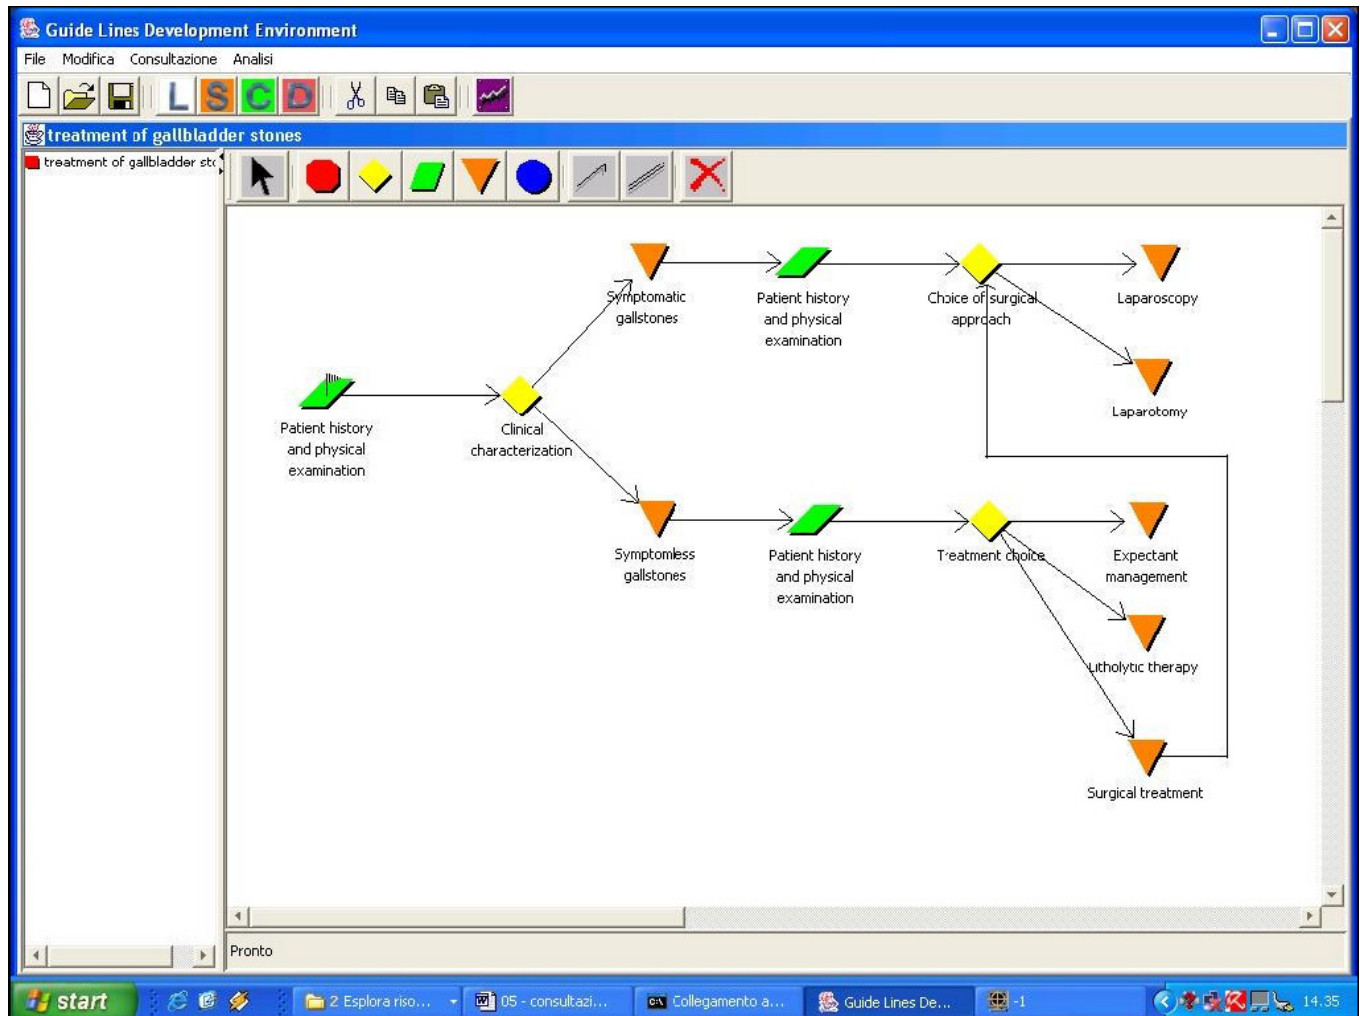 Guide Lines Development Environment
File Modifica Consultazione Analisi
L S C D
treatment of gallbladder stones
treatment of gallbladder sto
Symptomatic
gallstones
Patient history
and physical
examination
Choice of surgical
approach
Laparoscopy
Laparotomy
Patient history
and physical
examination
Clinical
characterization
Symptomless
gallstones
Patient history
and physical
examination
Treatment choice
Expectant
management
Litholytic therapy
Surgical treatment
Pronto
start
2 Esplora riso...
05 - consultazi...
Collegamento a...
Guide Lines De...
-1
14.35